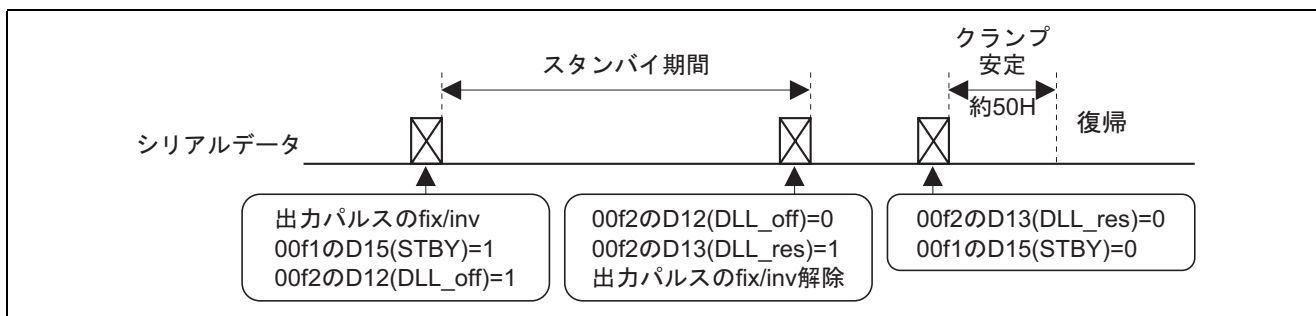 クランプ
安定
スタンバイ期間
約50H
復帰
シリアルデータ
出力パルスのfix/inv
00f1のD15(STBY)=1
00f2のD12(DLL_off)=1
00f2のD12(DLL_off)=0
00f2のD13(DLL_res)=1
出力パルスのfix/inv解除
00f2のD13(DLL_res)=0
00f1のD15(STBY)=0